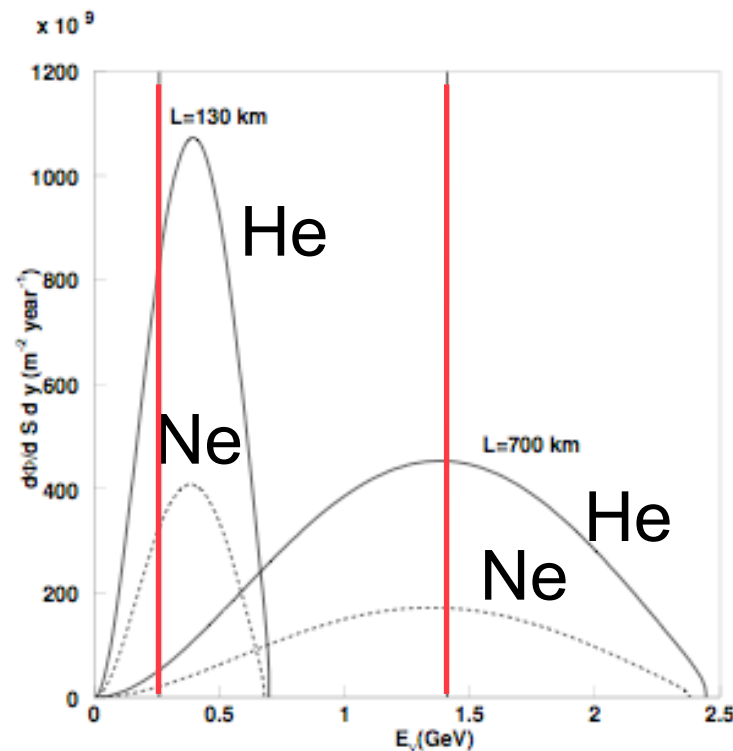 x 10 9
1200
L=130 km
1000
He
800
dΦ/d S d y (m-2 year-1)
600
Ne
L=700 km
400
He
Ne
200
0
0 0.5 1 1.5 2 2.5
Eν(GeV)